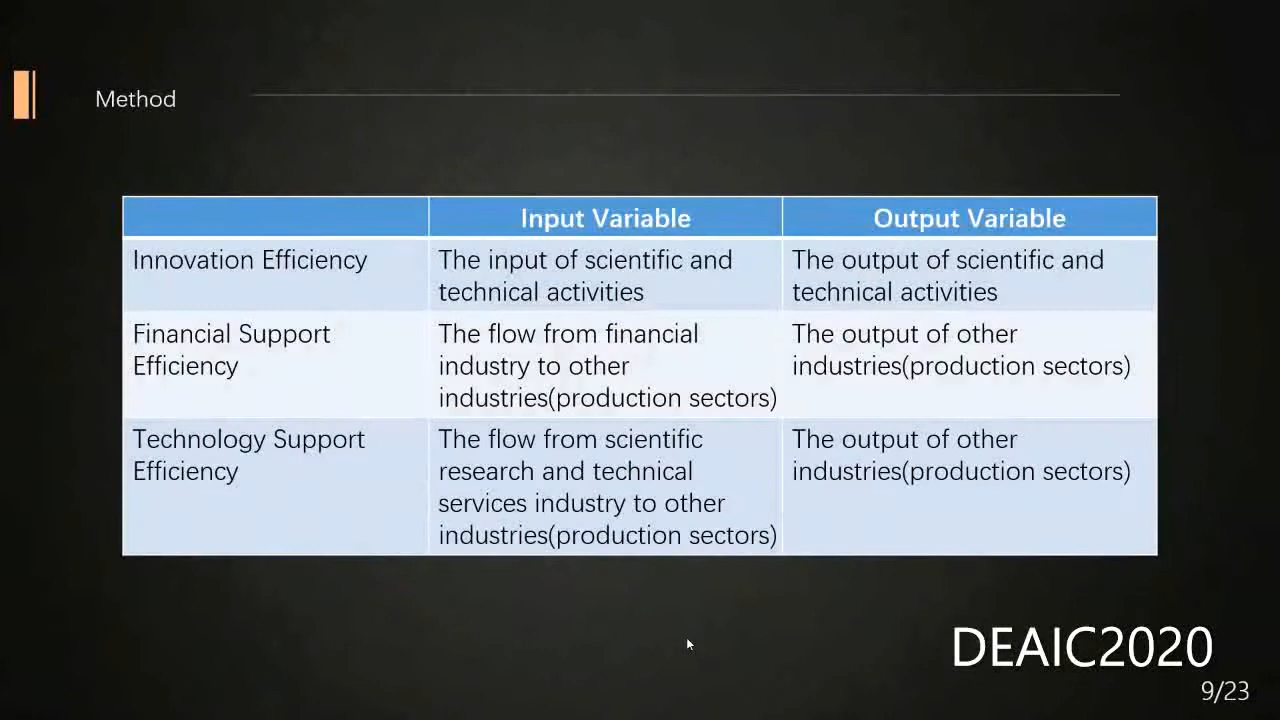 Method
Input Variable
Output Variable
Innovation Efficiency
The input of scientific and
technical activities
The output of scientific and
technical activities
Financial Support
Efficiency
The flow from financial
industry to other
industries(production sectors)
The output of other
industries(production sectors)
Technology Support
Efficiency
The flow from scientific
research and technical
services industry to other
industries(production sectors)
The output of other
industries(production sectors)
DEAIC2020
9/23